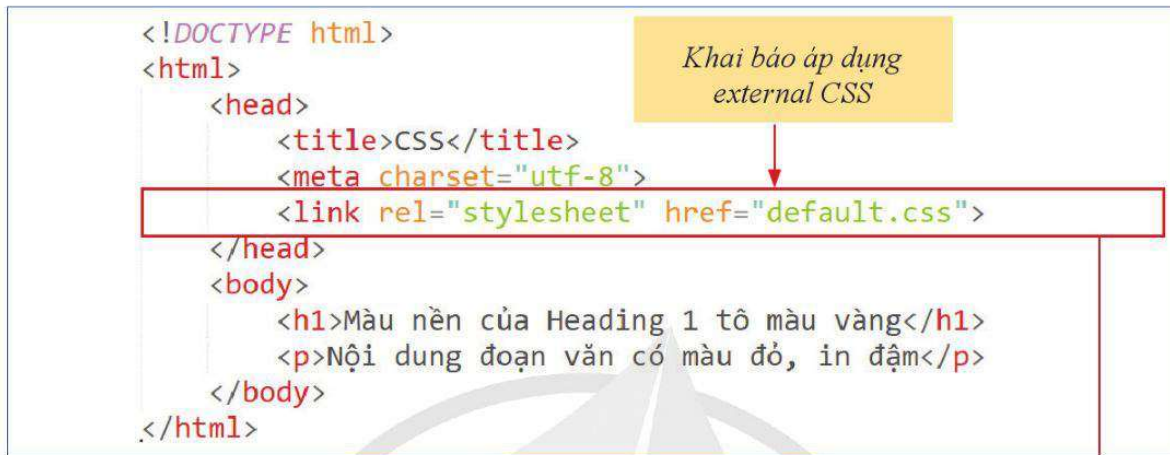 <!DOCTYPE html>
<html>
<head>
<title>CSS</title>
<meta charset="utf-8">
<link rel="stylesheet" href="default.css">
</head>
<body>
<h1>Màu nền của Heading 1 tô màu vàng</h1>
<p>Nội dung đoạn văn có màu đỏ, in đậm</p>
</body>
</html>
Khai báo áp dụng
external CSS